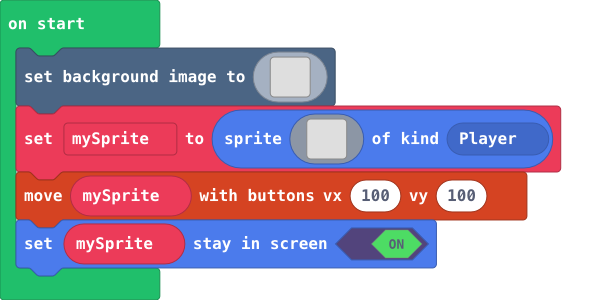 on start
set background image to
set mySprite to sprite of kind Player
move mySprite with buttons vx 100 vy 100
set mySprite stay in screen ON